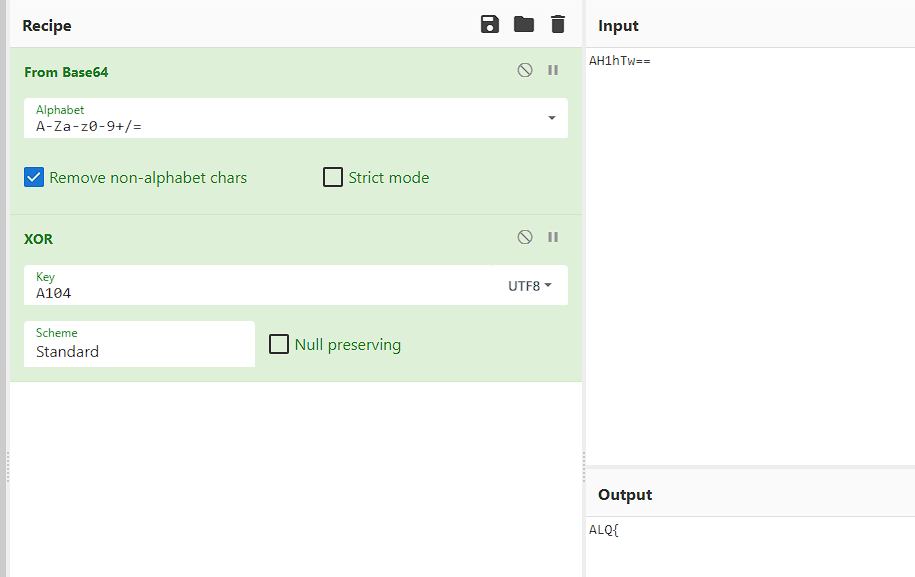 Recipe
From Base64
Alphabet
A-Za-z0-9+/=
Remove non-alphabet chars
Strict mode
XOR
Key
A104
UTF8
Scheme
Standard
Null preserving
Input
AH1hTw==
Output
ALQ{